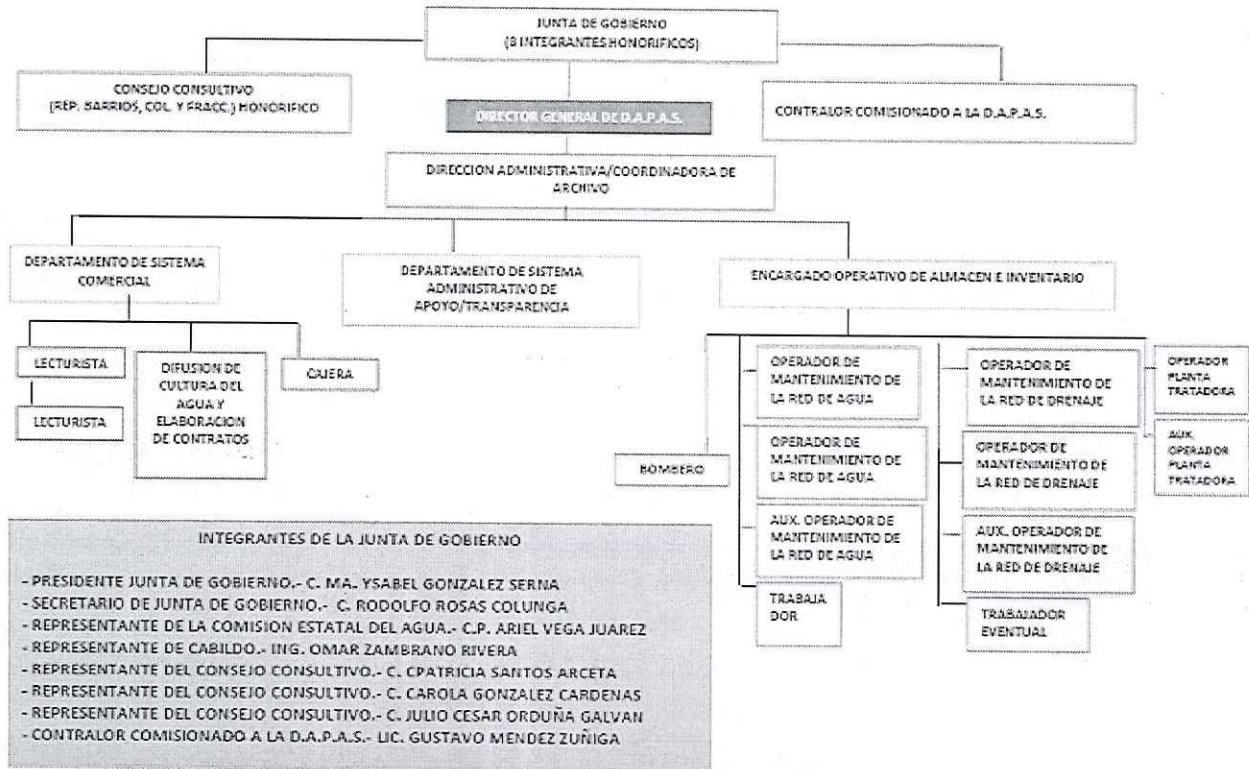 JUNTA DE GOBIERNO
(8 INTEGRANTES HONORIFICOS)
CONSEJO CONSULTIVO
(REP. BARRIOS, COL. Y FRACC.) HONORIFICO
DIRECTOR GENERAL DE D.A.P.A.S.
CONTRALOR COMISIONADO A LA D.A.P.A.S.
DIRECCION ADMINISTRATIVA/COORDINADORA DE
ARCHIVO
DEPARTAMENTO DE SISTEMA
COMERCIAL
DEPARTAMENTO DE SISTEMA
ADMINISTRATIVO DE
APOYO/TRANSPARENCIA
ENCARGADO OPERATIVO DE ALMACEN E INVENTARIO
LECTURISTA
LECTURISTA
DIFUSION DE
CULTURA DEL
AGUA Y
ELABORACION
DE CONTRATOS
CAJERA
BOMBERO
OPERADOR DE
MANTENIMIENTO DE
LA RED DE AGUA
OPERADOR DE
MANTENIMIENTO DE
LA RED DE AGUA
AUX. OPERADOR DE
MANTENIMIENTO DE
LA RED DE AGUA
TRABAJA
DOR
OPERADOR DE
MANTENIMIENTO DE
LA RED DE DRENAJE
OPERADOR DE
MANTENIMIENTO DE
LA RED DE DRENAJE
AUX. OPERADOR DE
MANTENIMIENTO DE
LA RED DE DRENAJE
TRABAJADOR
EVENTUAL
OPERADOR
PLANTA
TRATADORA
AUX.
OPERADOR
PLANTA
TRATADORA
INTEGRANTES DE LA JUNTA DE GOBIERNO
- PRESIDENTE JUNTA DE GOBIERNO.- C. MA. YSABEL GONZALEZ SERNA
- SECRETARIO DE JUNTA DE GOBIERNO.- C. RODOLFO ROSAS COLUNGA
- REPRESENTANTE DE LA COMISION ESTATAL DEL AGUA.- C.P. ARIEL VEGA JUAREZ
- REPRESENTANTE DE CABILDO.- ING. OMAR ZAMBRANO RIVERA
- REPRESENTANTE DEL CONSEJO CONSULTIVO.- C. CPATRICIA SANTOS ARCETA
- REPRESENTANTE DEL CONSEJO CONSULTIVO.- C. CAROLA GONZALEZ CARDENAS
- REPRESENTANTE DEL CONSEJO CONSULTIVO.- C. JULIO CESAR ORDUÑA GALVAN
- CONTRALOR COMISIONADO A LA D.A.P.A.S.- LIC. GUSTAVO MENDEZ ZUÑIGA